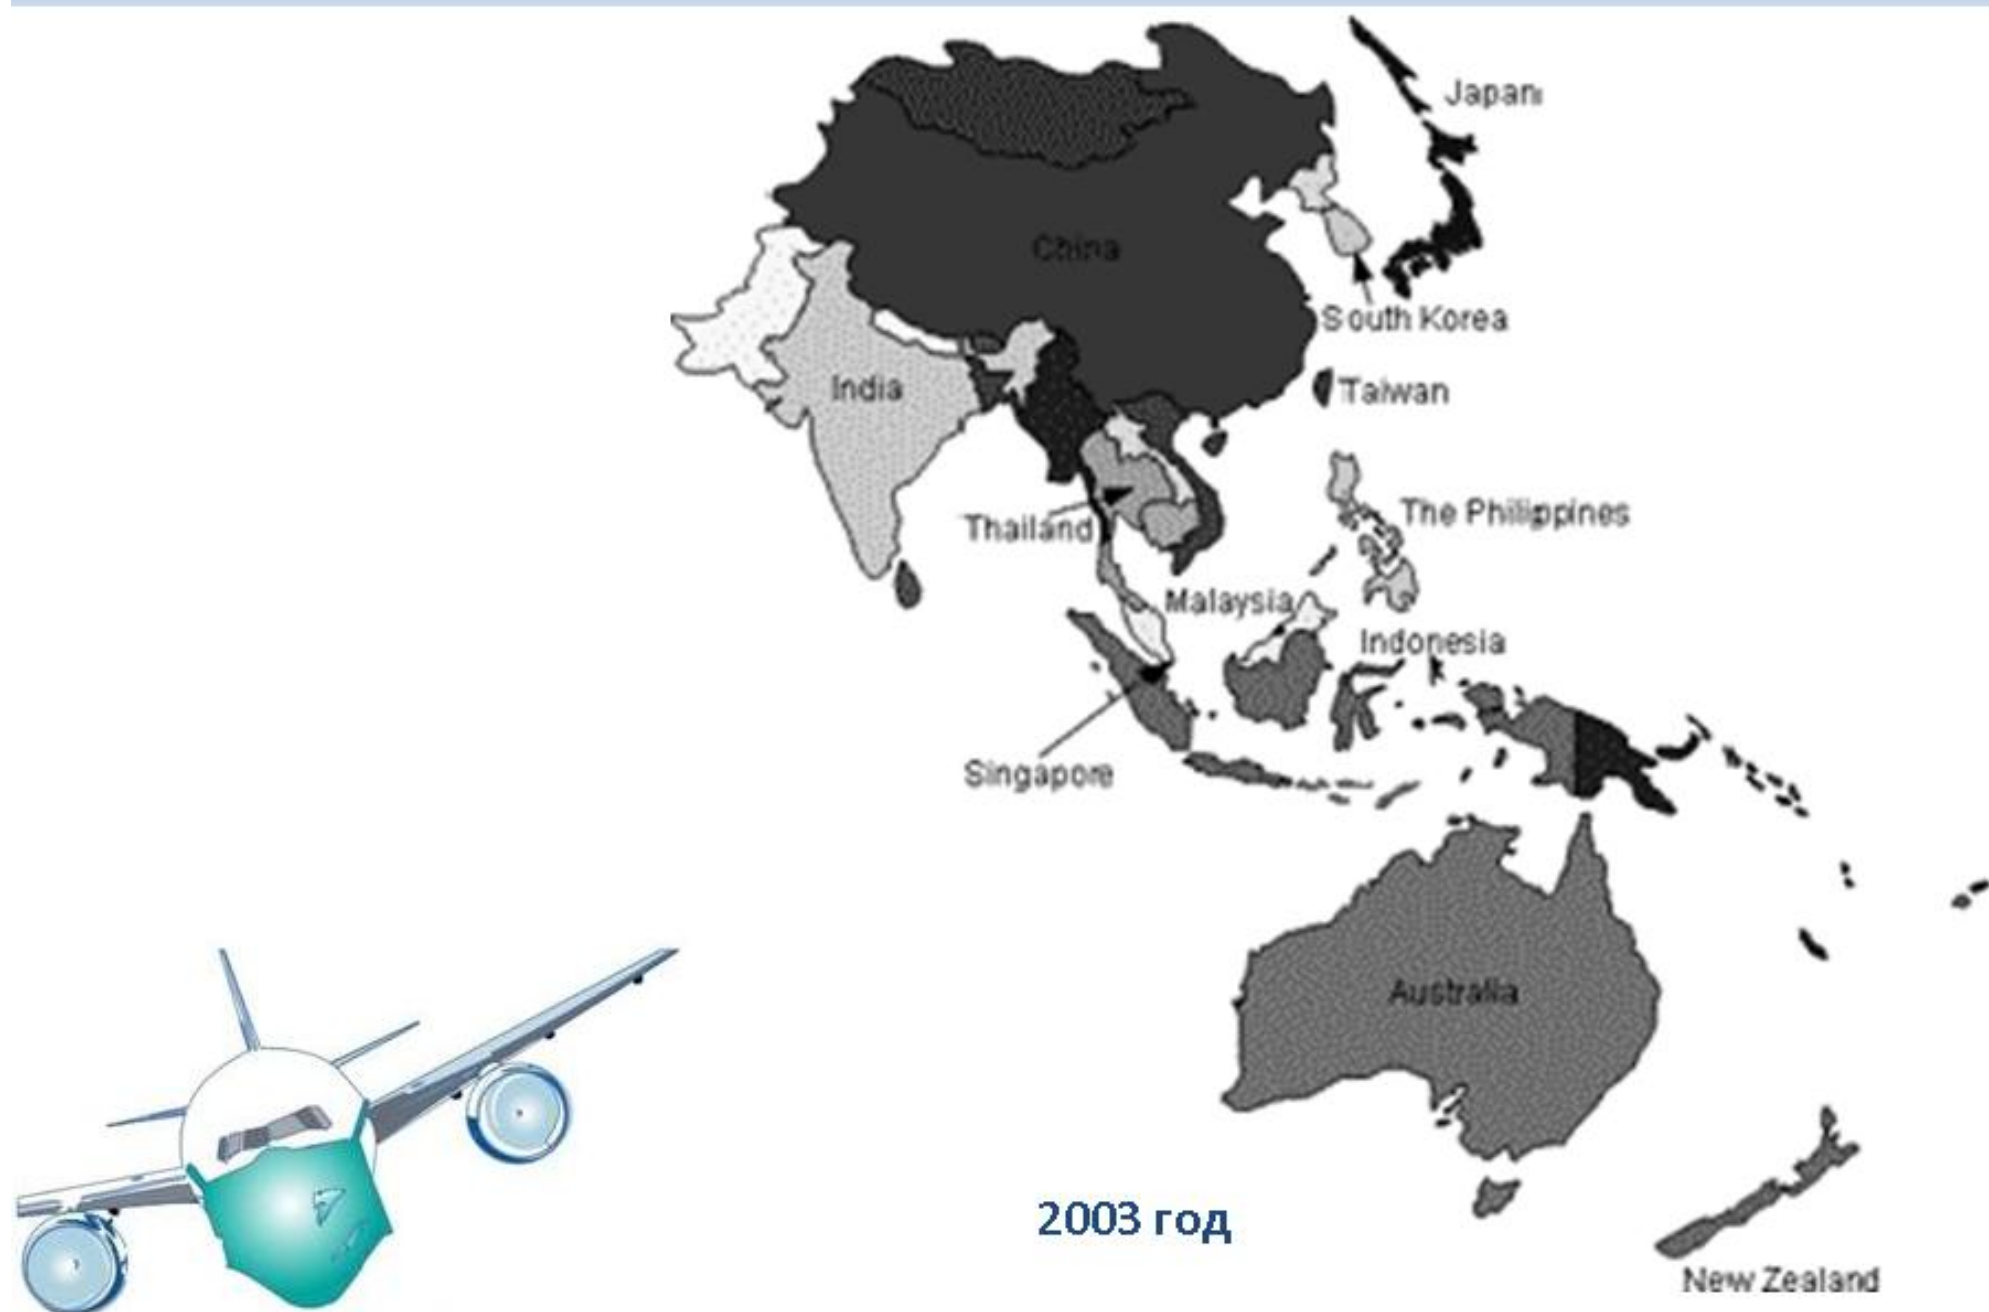 Japan
China
South Korea
India
Taiwan
The Philippines
Thailand
Malaysia
Indonesia
Singapore
Australia
2003 год
New Zealand